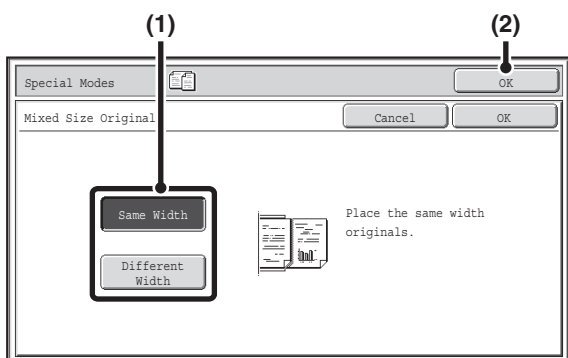 (1) (2)
Special Modes OK
Mixed Size Original Cancel OK
Same Width
Place the same width
originals.
Different
Width